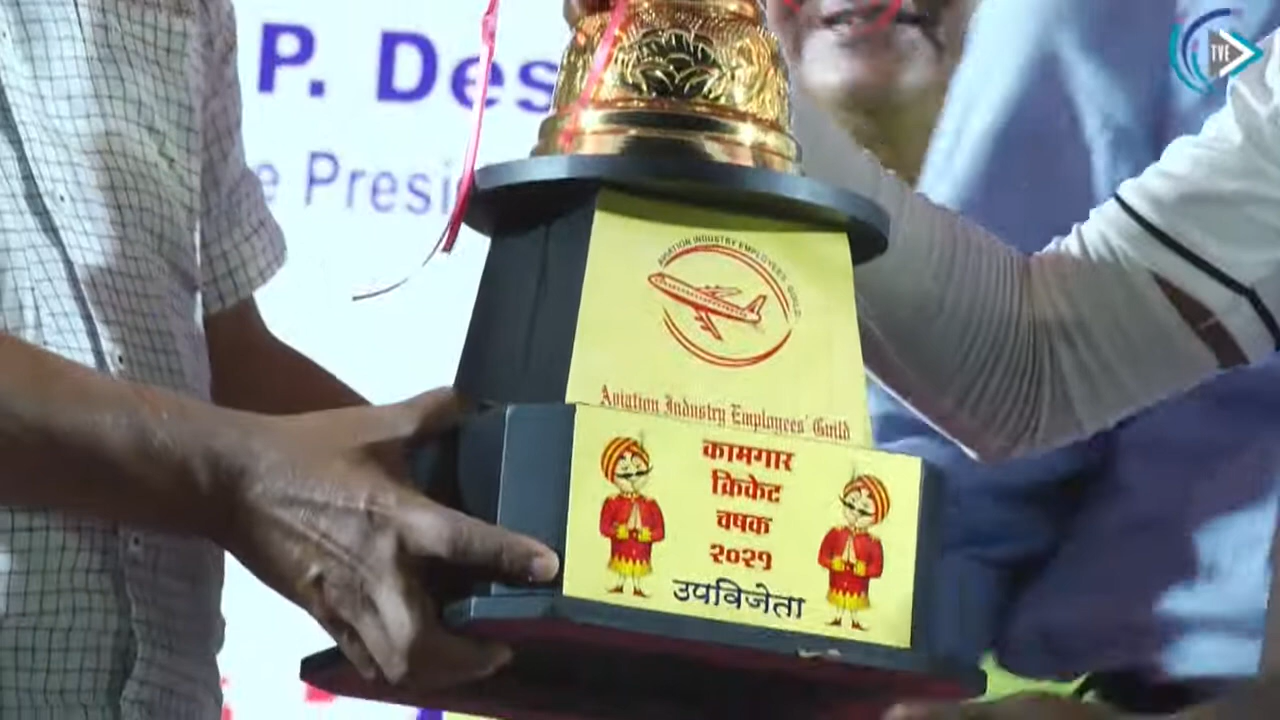 P. Des
e Presi
TVE
AVIATION INDUSTRY EMPLOYEES' GUILD
Aviation Industry Employees' Guild
कामगार
क्रिकेट
चषक
२०२१
उपविजेता